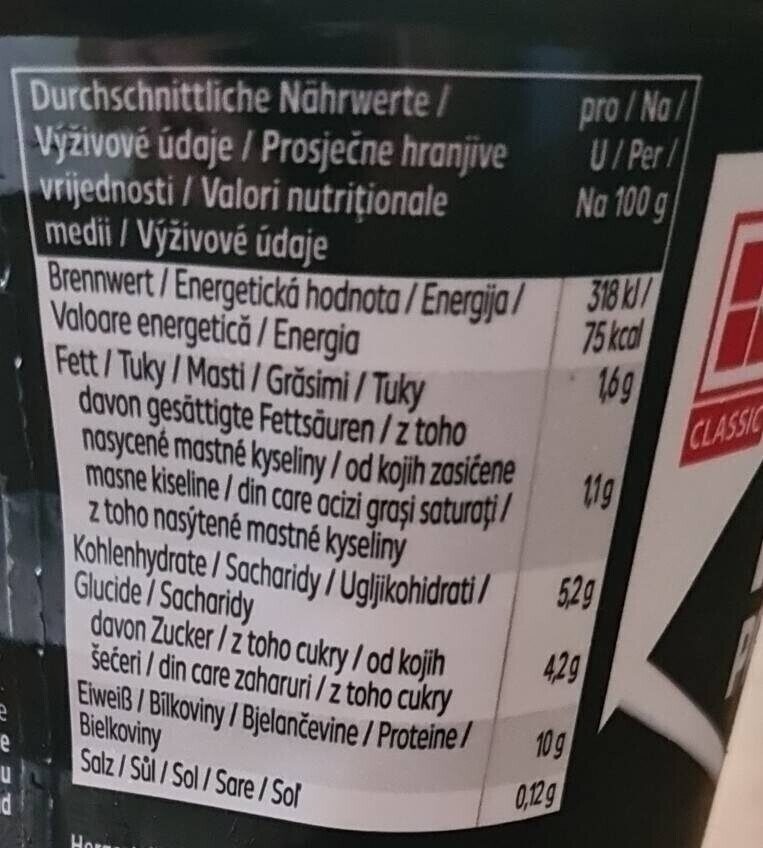 Durchschnittliche Nährwerte /
Výživové údaje / Prosječne hranjive
vrijednosti / Valori nutriționale
medii / Výživové údaje
pro / Na /
U / Per /
Na 100 g
Brennwert / Energetická hodnota / Energija /
Valoare energetică / Energia
318 kJ /
75 kcal
Fett / Tuky / Masti / Grăsimi / Tuky
1,6 g
davon gesättigte Fettsäuren / z toho
nasycené mastné kyseliny / od kojih zasićene
masne kiseline / din care acizi grași saturați /
z toho nasýtené mastné kyseliny
1,1 g
Kohlenhydrate / Sacharidy / Ugljikohidrati /
Glucide / Sacharidy
5,2 g
davon Zucker / z toho cukry / od kojih
šećeri / din care zaharuri / z toho cukry
4,2 g
Eiweiß / Bílkoviny / Bjelančevine / Proteine /
Bielkoviny
10 g
Salz / Sůl / Sol / Sare / Soľ
0,12 g
CLASSIC